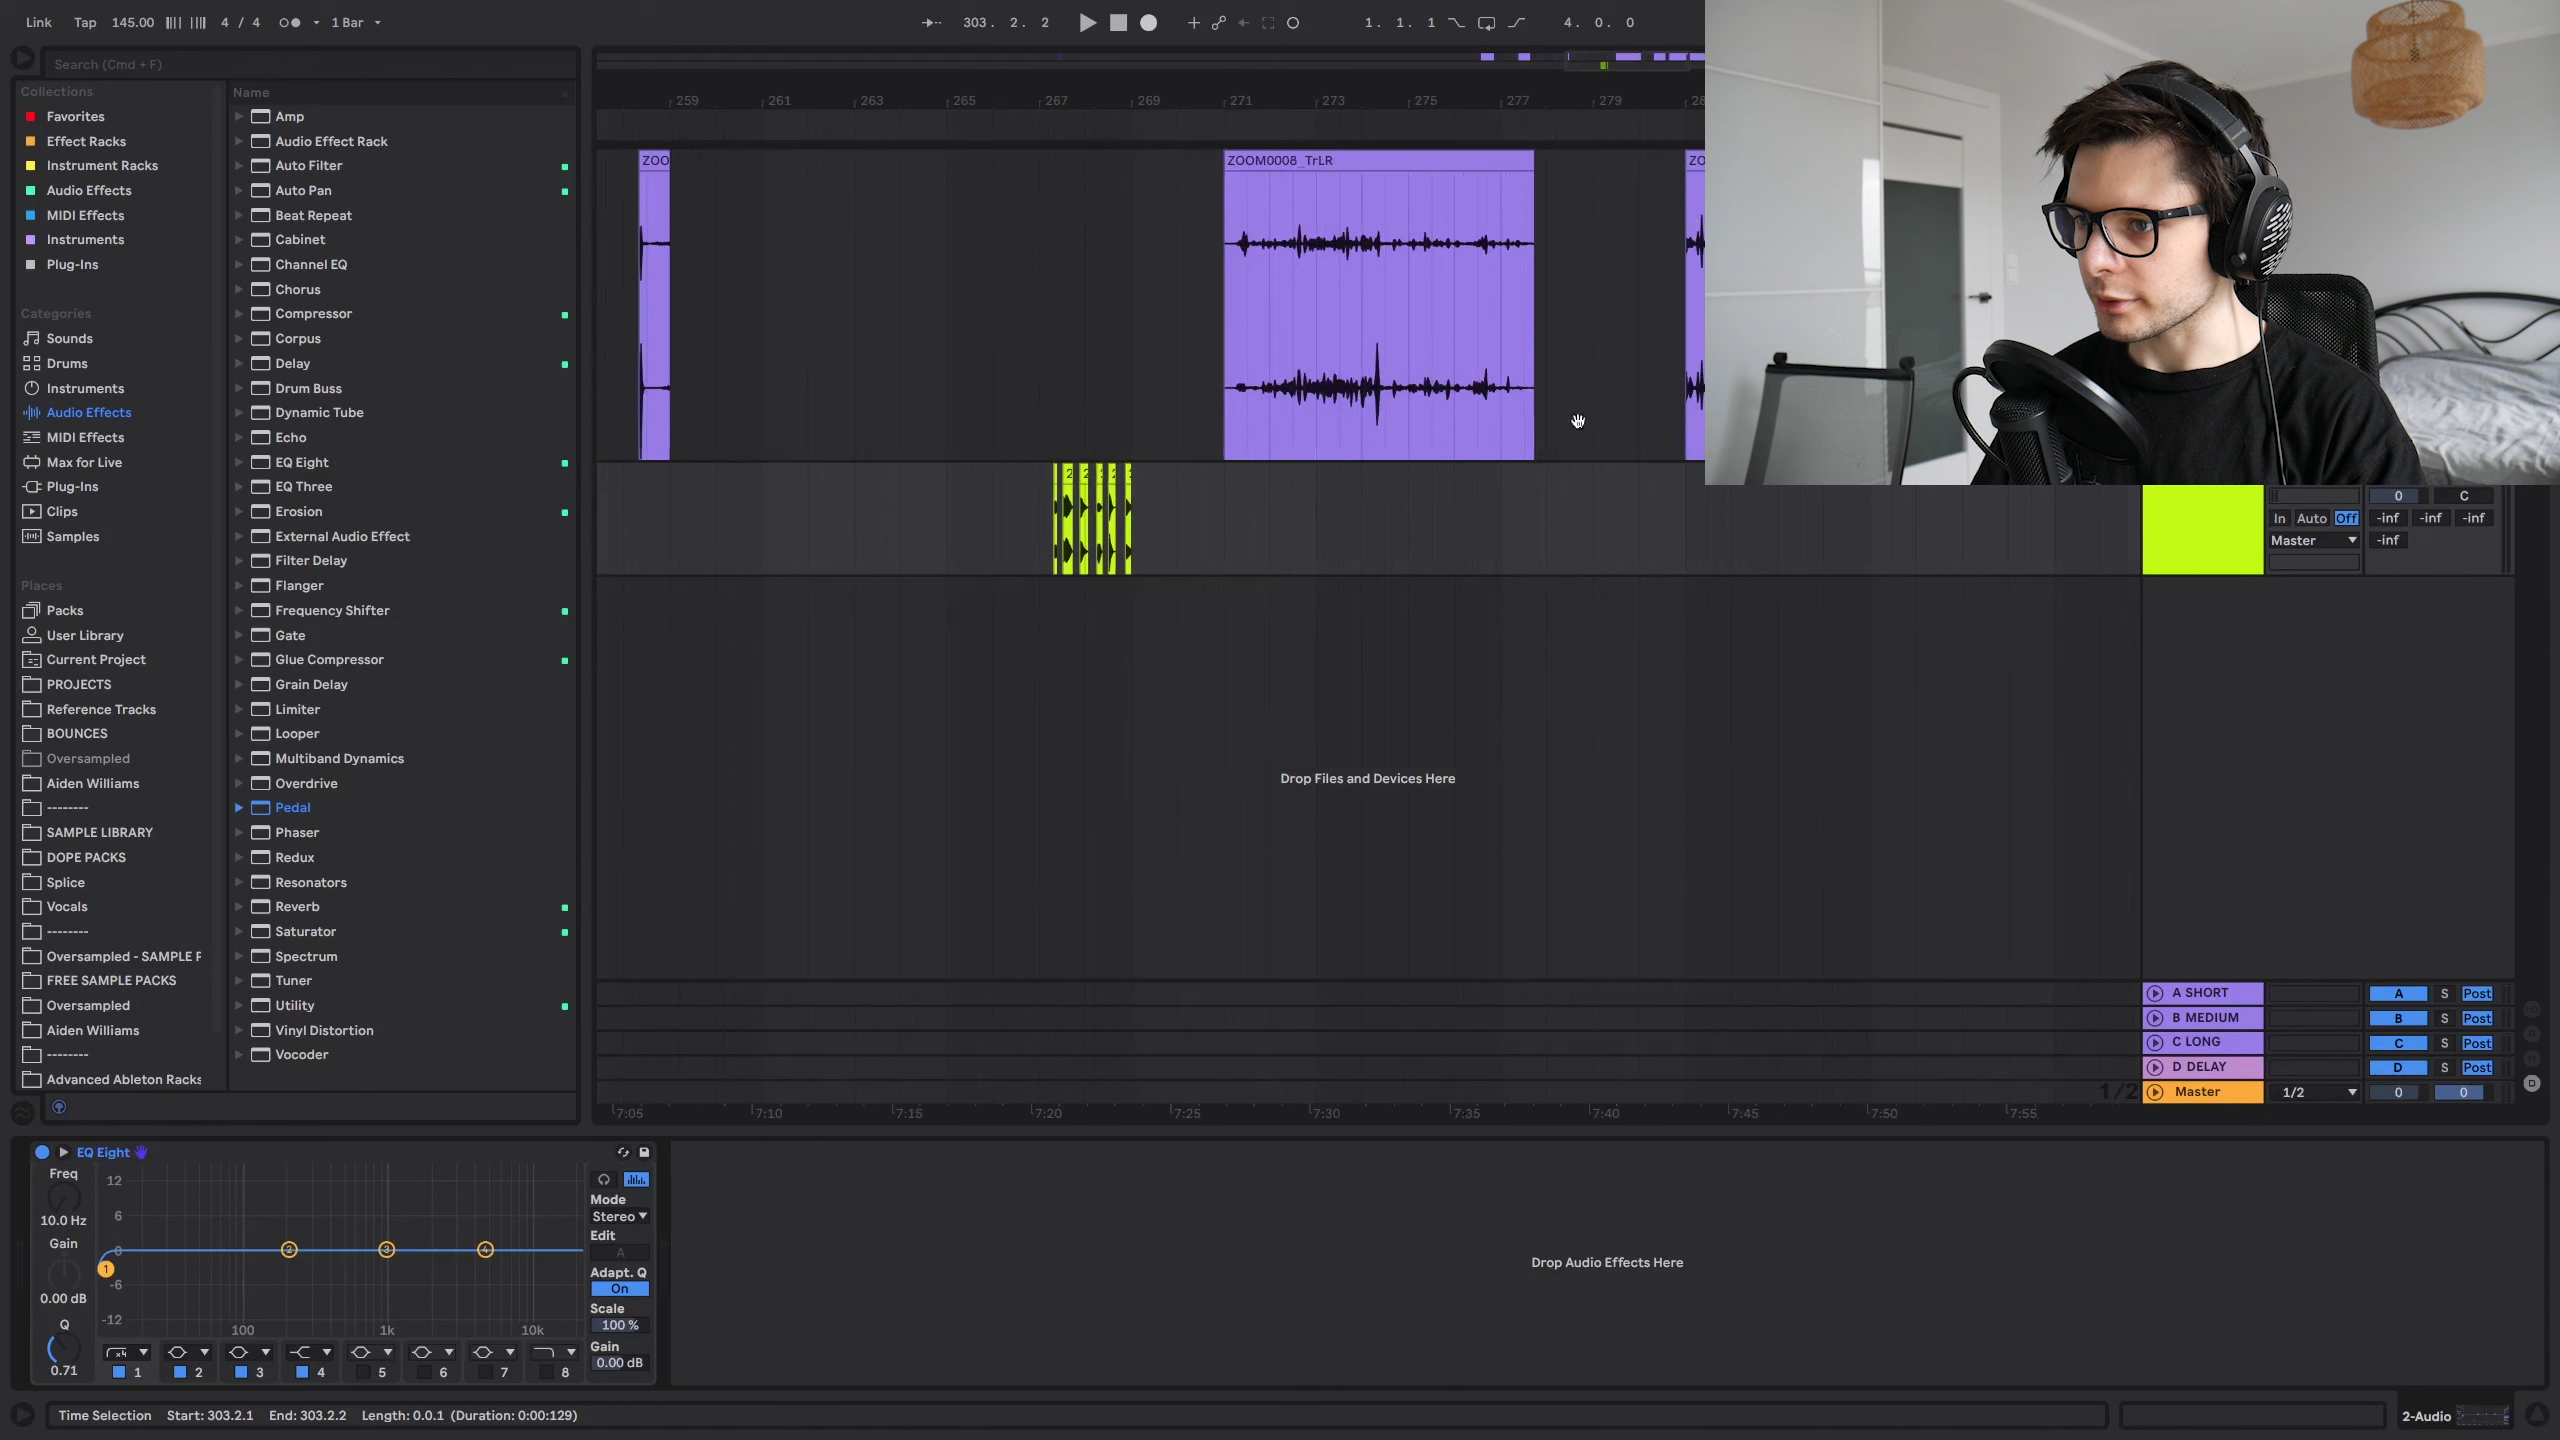 Link Tap 145.00 4 / 4 1 Bar 303. 2. 2 1. 1. 1 4. 0. 0
Search (Cmd + F)
Collections
Favorites
Effect Racks
Instrument Racks
Audio Effects
MIDI Effects
Instruments
Plug-Ins
Categories
Sounds
Drums
Instruments
Audio Effects
MIDI Effects
Max for Live
Plug-Ins
Clips
Samples
Places
Packs
User Library
Current Project
PROJECTS
Reference Tracks
BOUNCES
Oversampled
Aiden Williams
--------
SAMPLE LIBRARY
DOPE PACKS
Splice
Vocals
--------
Oversampled - SAMPLE F
FREE SAMPLE PACKS
Oversampled
Aiden Williams
--------
Advanced Ableton Racks
Name
Amp
Audio Effect Rack
Auto Filter
Auto Pan
Beat Repeat
Cabinet
Channel EQ
Chorus
Compressor
Corpus
Delay
Drum Buss
Dynamic Tube
Echo
EQ Eight
EQ Three
Erosion
External Audio Effect
Filter Delay
Flanger
Frequency Shifter
Gate
Glue Compressor
Grain Delay
Limiter
Looper
Multiband Dynamics
Overdrive
Pedal
Phaser
Redux
Resonators
Reverb
Saturator
Spectrum
Tuner
Utility
Vinyl Distortion
Vocoder
259 261 263 265 267 269 271 273 275 277 279 28
ZOO ZOOM0008_TrLR ZO
2 2 2
0 C
In Auto Off -inf -inf -inf
Master -inf
Drop Files and Devices Here
A SHORT A S Post
B MEDIUM B S Post
C LONG C S Post
D DELAY D S Post
1/2 Master 1/2 0 0
D
7:05 7:10 7:15 7:20 7:25 7:30 7:35 7:40 7:45 7:50 7:55
EQ Eight
Freq
10.0 Hz
Gain
0.00 dB
Q
0.71
12
6
0
-6
-12
1 2 3 4
100 1k 10k
x4
1 2 3 4 5 6 7 8
Mode
Stereo
Edit
A
Adapt. Q
On
Scale
100 %
Gain
0.00 dB
Drop Audio Effects Here
Time Selection Start: 303.2.1 End: 303.2.2 Length: 0.0.1 (Duration: 0:00:129)
2-Audio